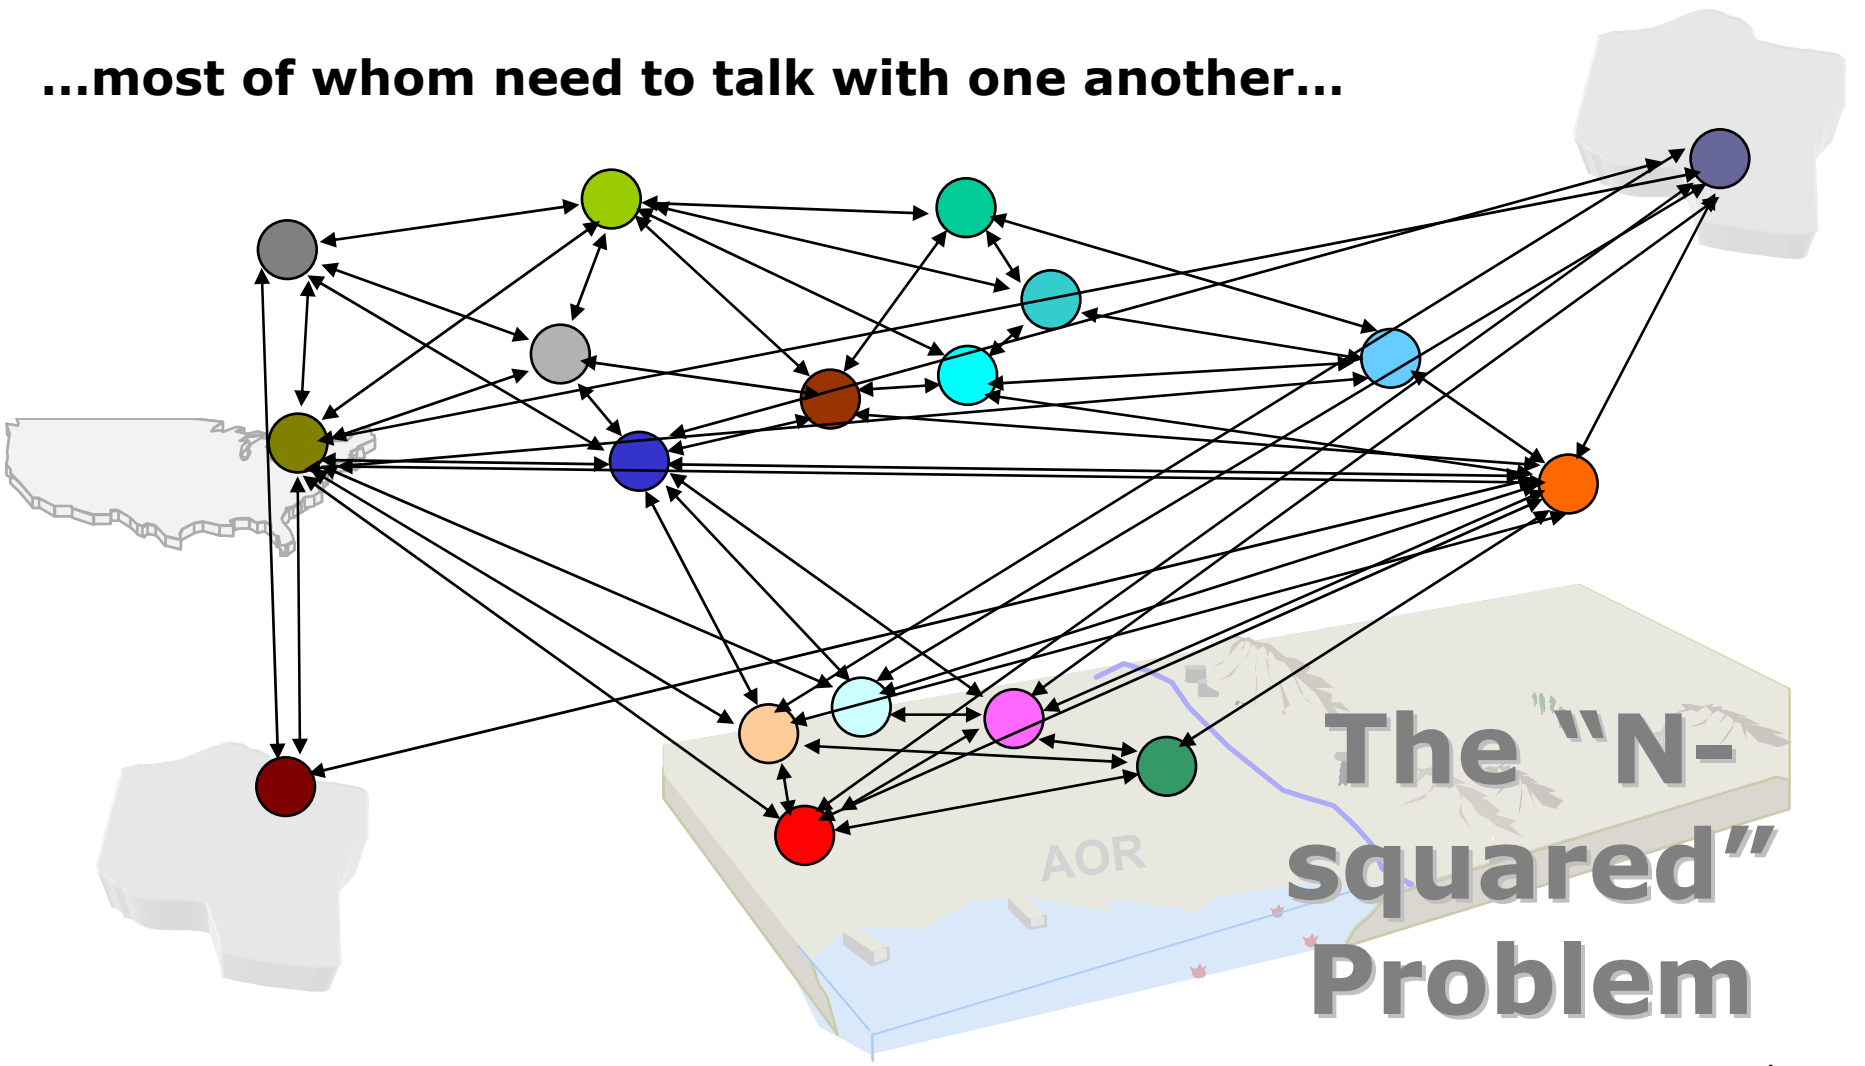 …most of whom need to talk with one another…
AOR
The “N-
squared”
Problem